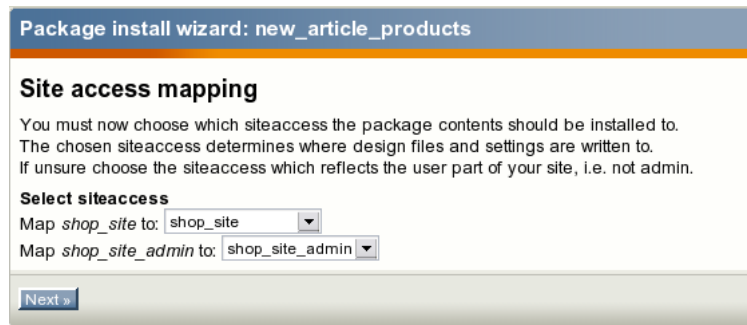 Package install wizard: new_article_products
Site access mapping
You must now choose which siteaccess the package contents should be installed to.
The chosen siteaccess determines where design files and settings are written to.
If unsure choose the siteaccess which reflects the user part of your site, i.e. not admin.
Select siteaccess
Map shop_site to: shop_site
Map shop_site_admin to: shop_site_admin
Next »